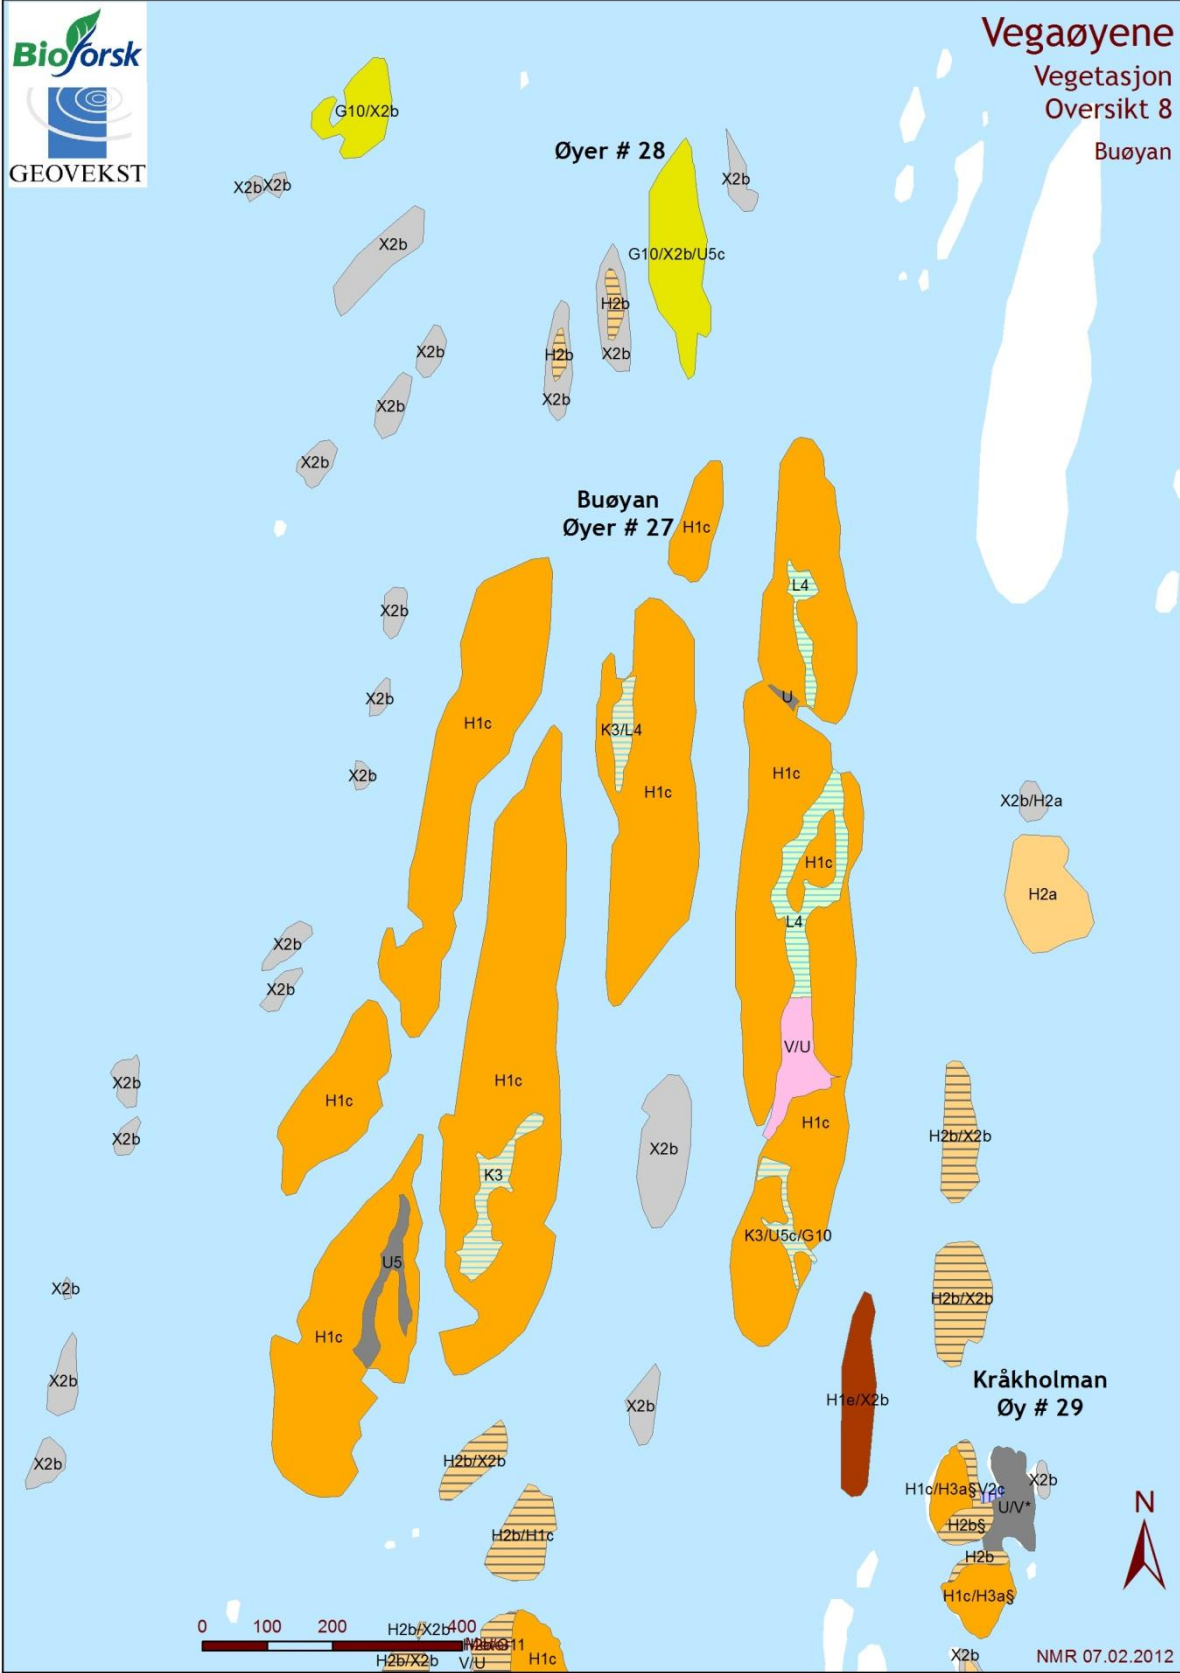 Bioforsk
GEOVEKST
Vegaøyene
Vegetasjon
Oversikt 8
Buøyan
G10/X2b
Øyer # 28
X2b
X2b
X2b
X2b
G10/X2b/U5c
H2b
X2b
H2b
X2b
X2b
X2b
X2b
Buøyan
Øyer # 27
H1c
L4
X2b
X2b
U
H1c
K3/L4
H1c
H1c
X2b
X2b/H2a
H1c
H2a
L4
X2b
X2b
V/U
H1c
X2b
H1c
H1c
X2b
X2b
H2b/X2b
K3
K3/U5c/G10
U5
X2b
H2b/X2b
H1c
X2b
Kråkholman
Øy # 29
H1e/X2b
X2b
X2b
H2b/X2b
X2b
H1c/H3a§
V2c
U/V*
H2b§
N
H2b/H1c
H2b
H1c/H3a§
0 100 200 400
H2b/X2b
H1c
H2b/X2b
V/U
X2b
NMR 07.02.2012